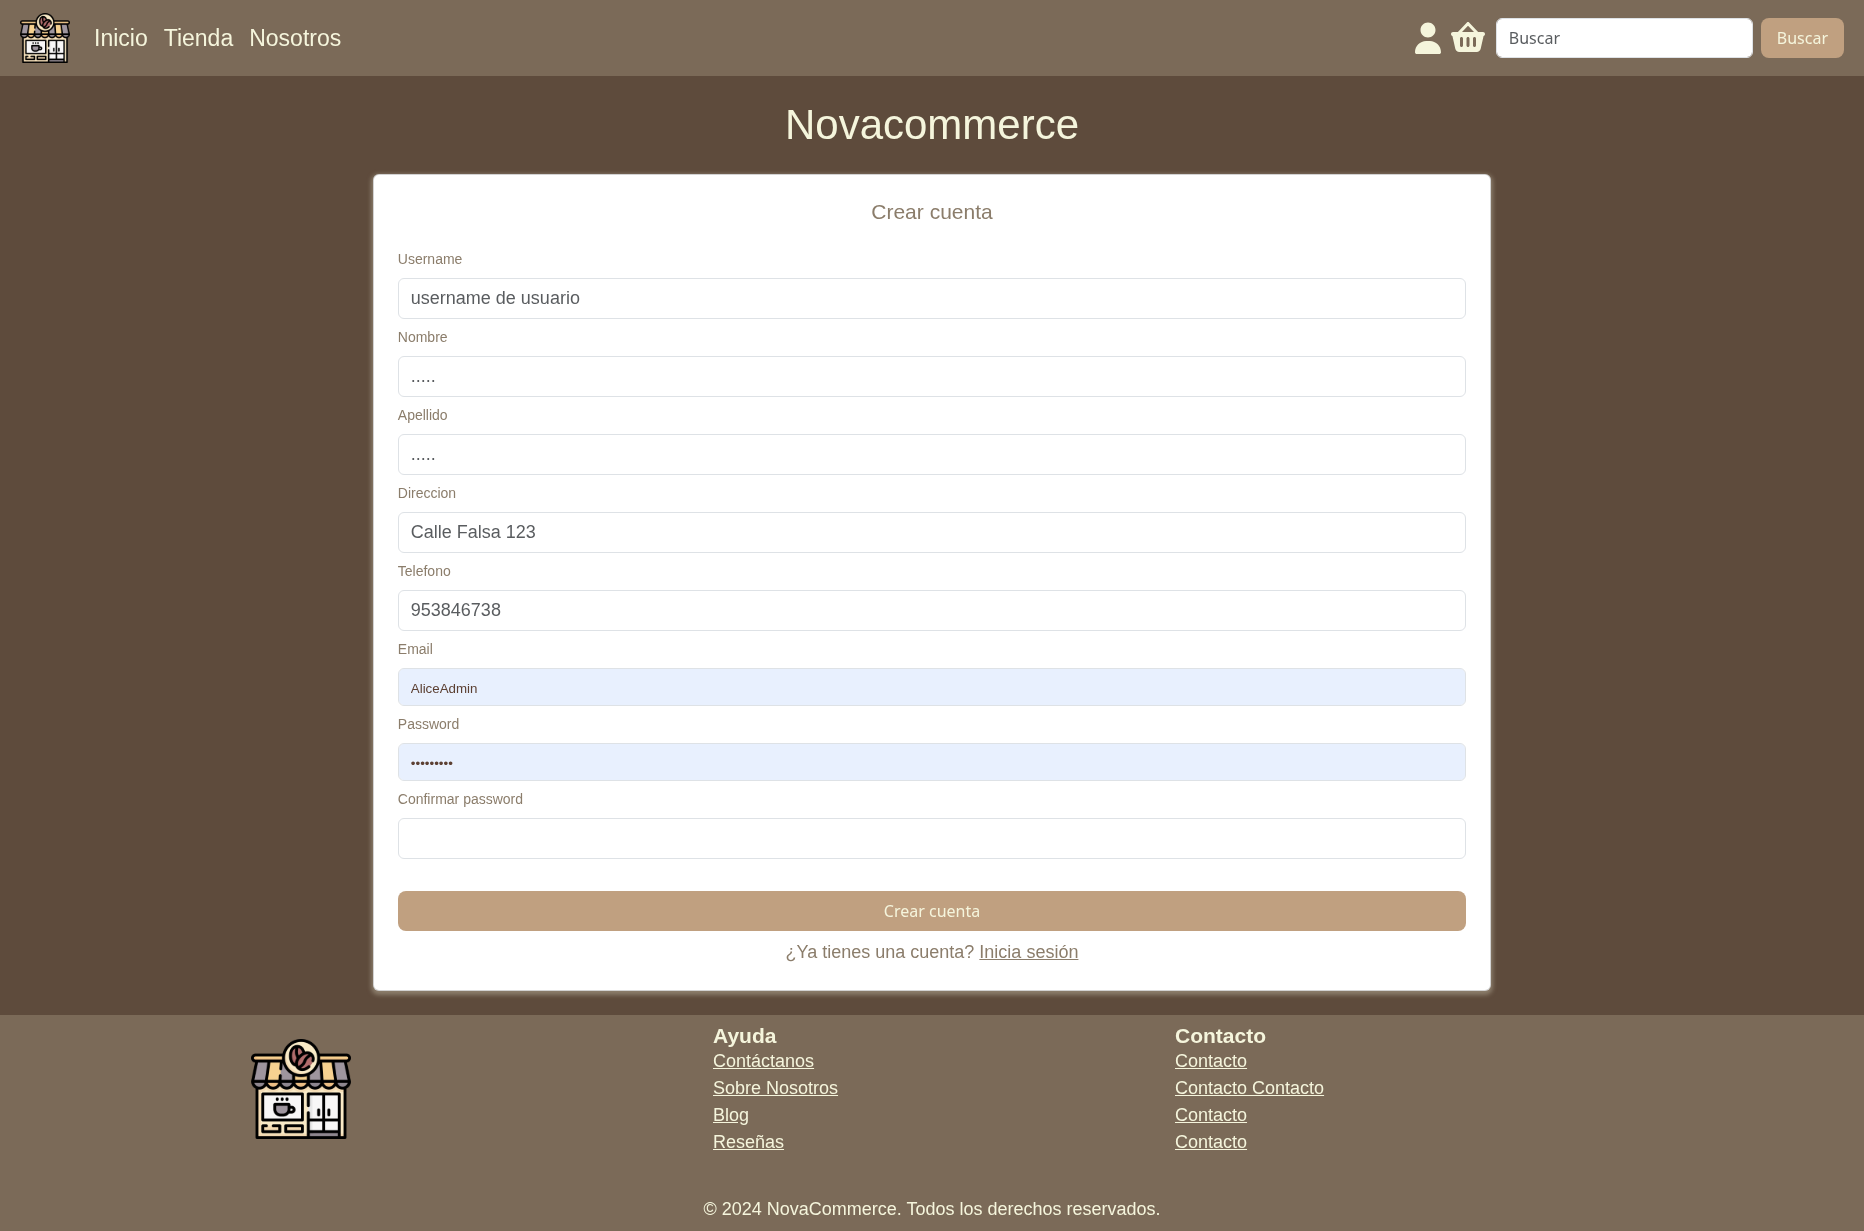 Inicio Tienda Nosotros Buscar Buscar
Novacommerce
Crear cuenta
Username
username de usuario
Nombre
.....
Apellido
.....
Direccion
Calle Falsa 123
Telefono
953846738
Email
AliceAdmin
Password
•••••••••
Confirmar password
Crear cuenta
¿Ya tienes una cuenta? Inicia sesión
Ayuda
Contáctanos
Sobre Nosotros
Blog
Reseñas
Contacto
Contacto
Contacto Contacto
Contacto
Contacto
© 2024 NovaCommerce. Todos los derechos reservados.